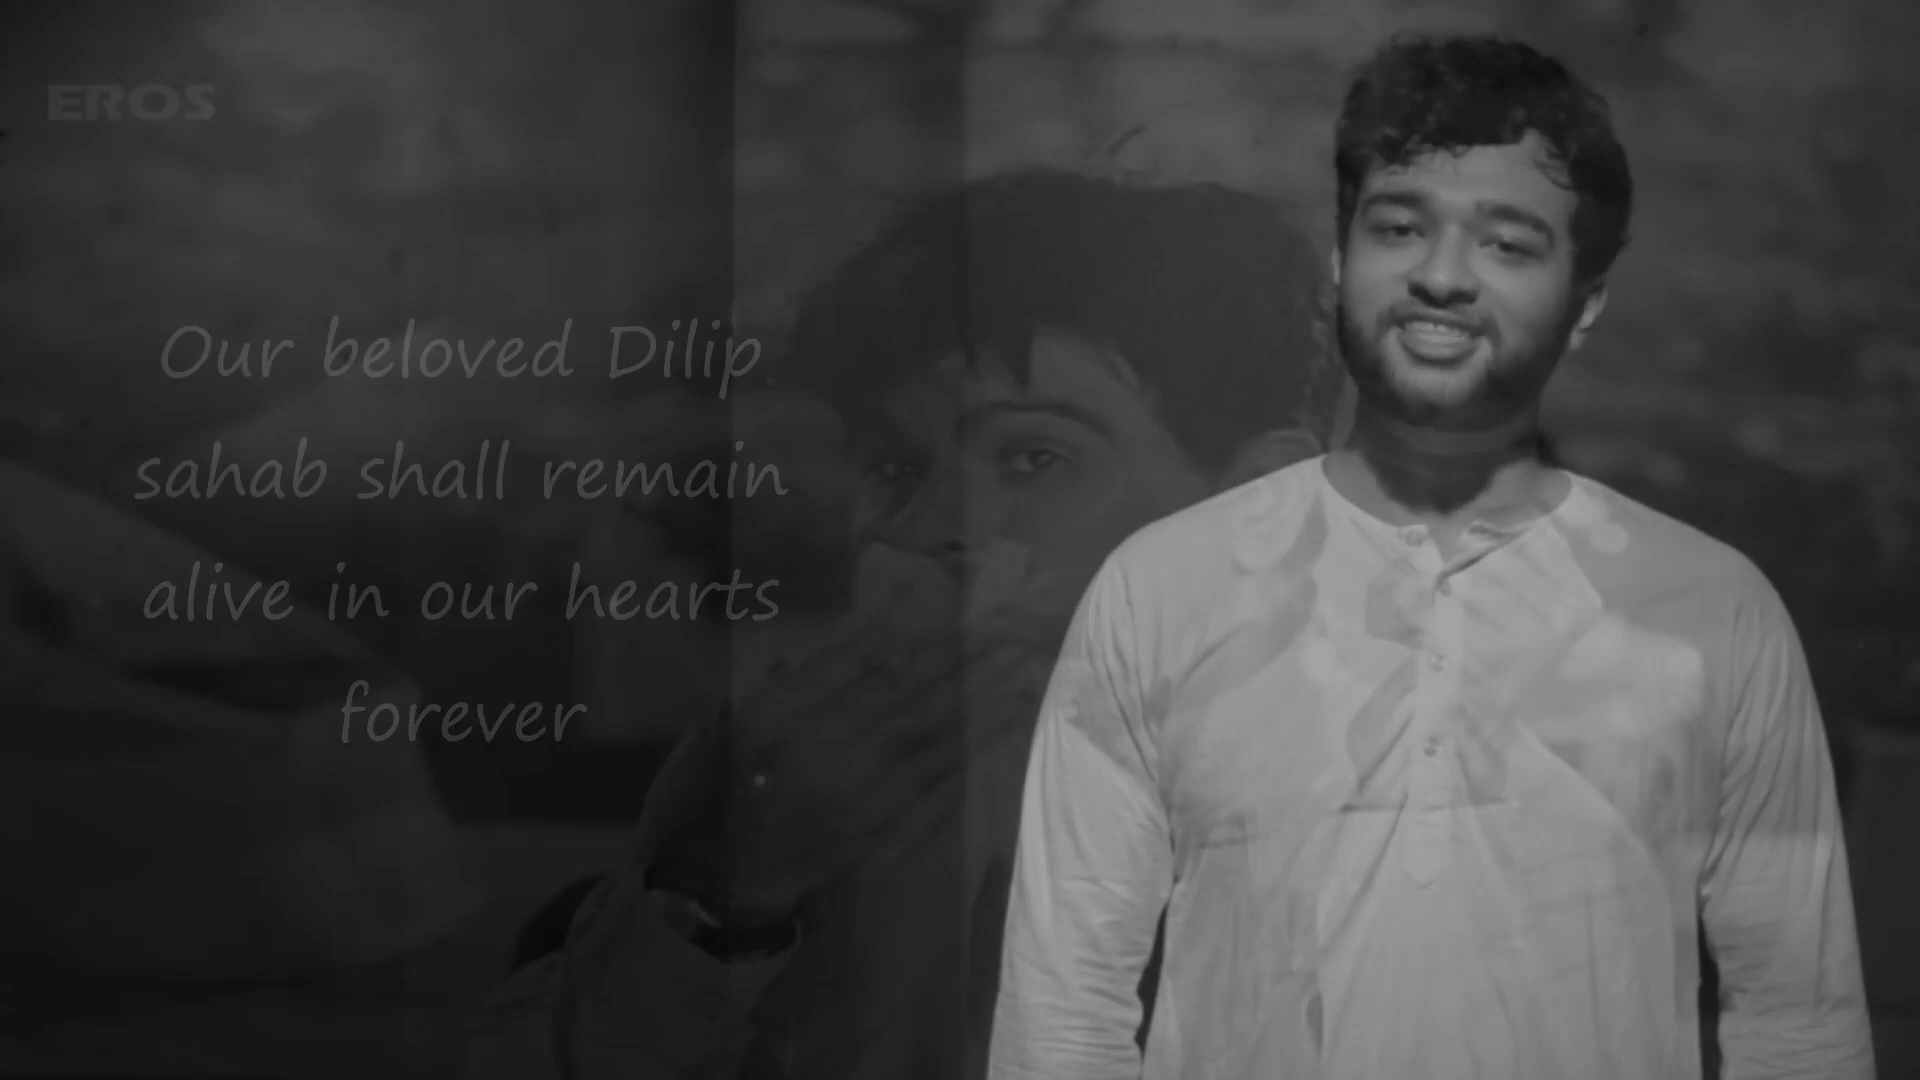 EROS
Our beloved Dilip
sahab shall remain
alive in our hearts
forever